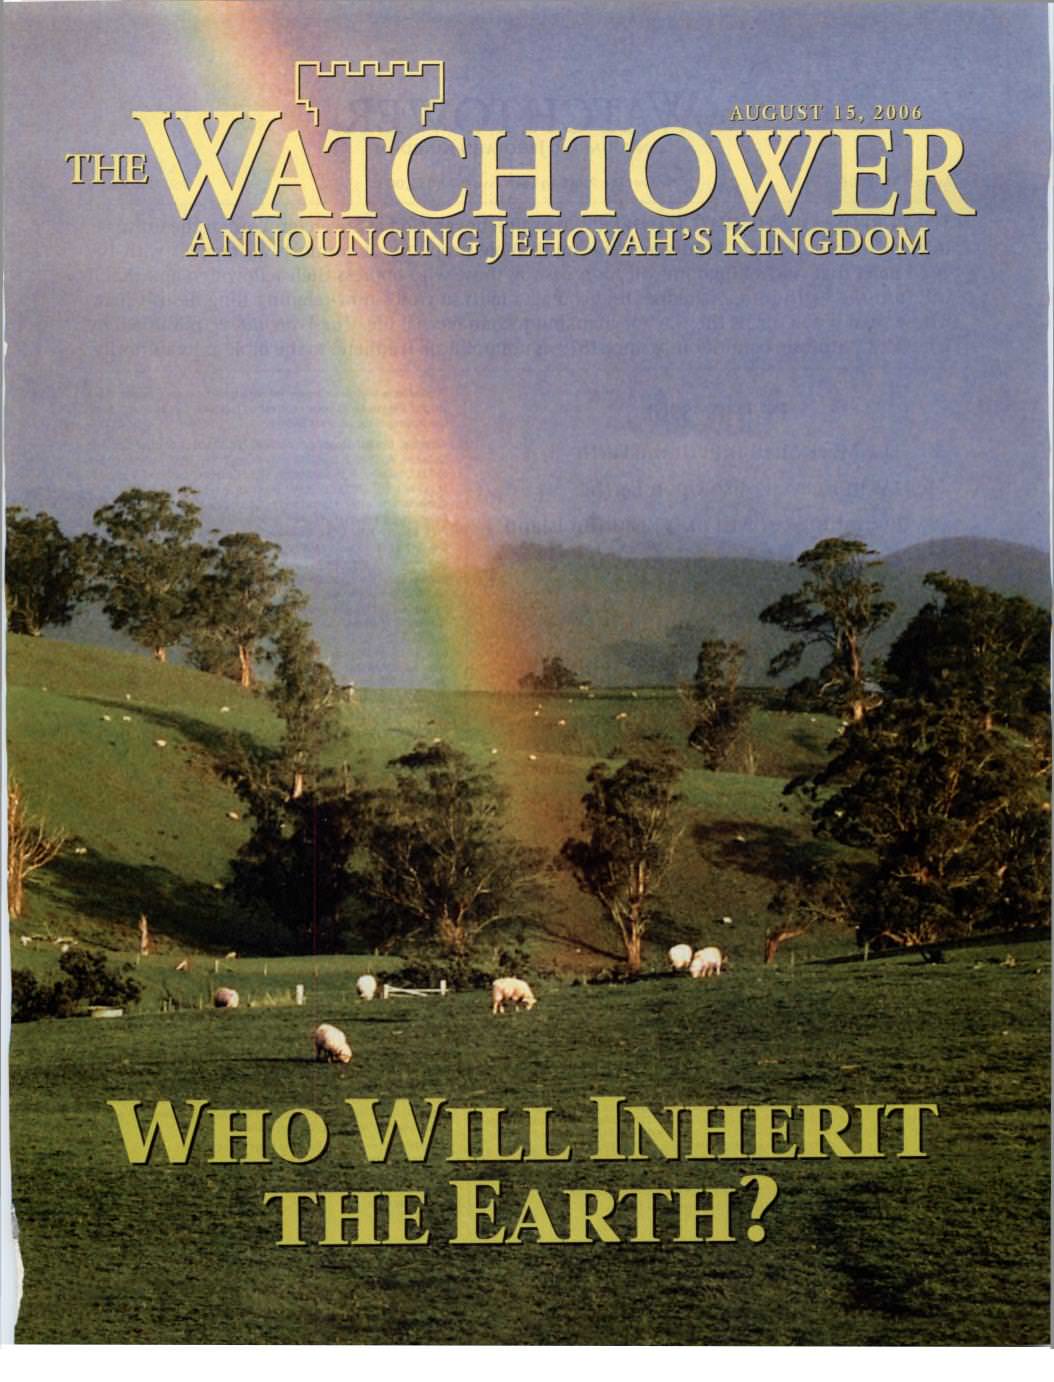 AUGUST 15, 2006
THE WATCHTOWER
ANNOUNCING JEHOVAH'S KINGDOM
WHO WILL INHERIT
THE EARTH?